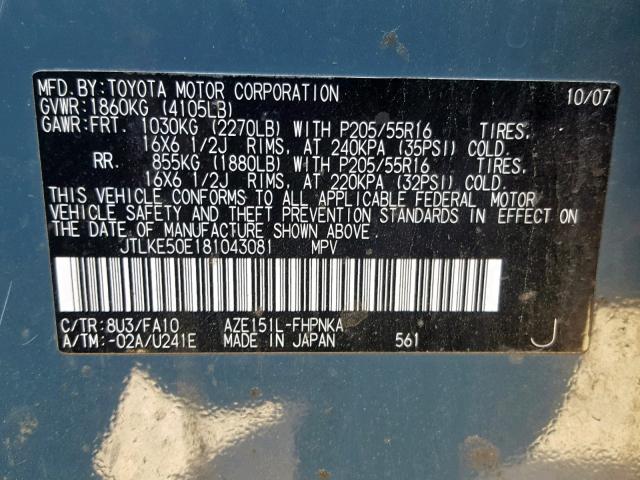 MFD.BY:TOYOTA MOTOR CORPORATION 10/07
GVWR:1860KG (4105LB)
GAWR:FRT. 1030KG (2270LB) WITH P205/55R16 TIRES,
16X6 1/2J RIMS, AT 240KPA (35PSI) COLD.
RR. 855KG (1880LB) WITH P205/55R16 TIRES,
16X6 1/2J RIMS, AT 220KPA (32PSI) COLD.
THIS VEHICLE CONFORMS TO ALL APPLICABLE FEDERAL MOTOR
VEHICLE SAFETY AND THEFT PREVENTION STANDARDS IN EFFECT ON
THE DATE OF MANUFACTURE SHOWN ABOVE.
JTLKE50E181043081 MPV
C/TR:8U3/FA10 AZE151L-FHPNKA
A/TM:-02A/U241E MADE IN JAPAN 561 J